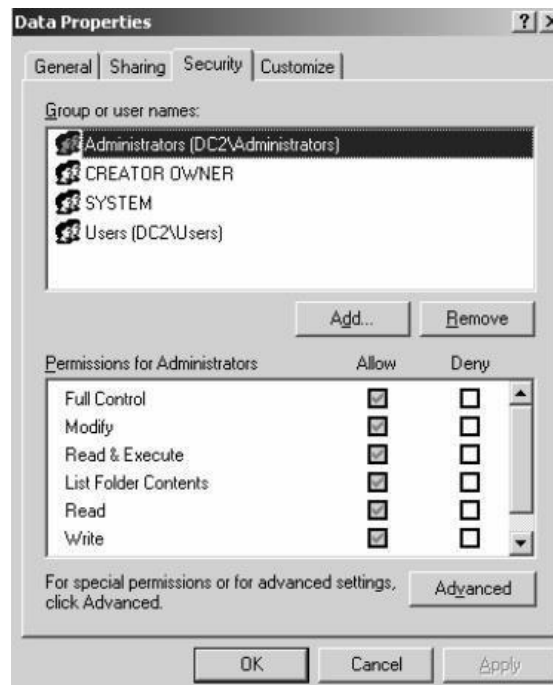 Data Properties
General Sharing Security Customize
Group or user names:
Administrators (DC2\Administrators)
CREATOR OWNER
SYSTEM
Users (DC2\Users)
Add... Remove
Permissions for Administrators Allow Deny
Full Control
Modify
Read & Execute
List Folder Contents
Read
Write
For special permissions or for advanced settings, Advanced
click Advanced.
OK Cancel Apply